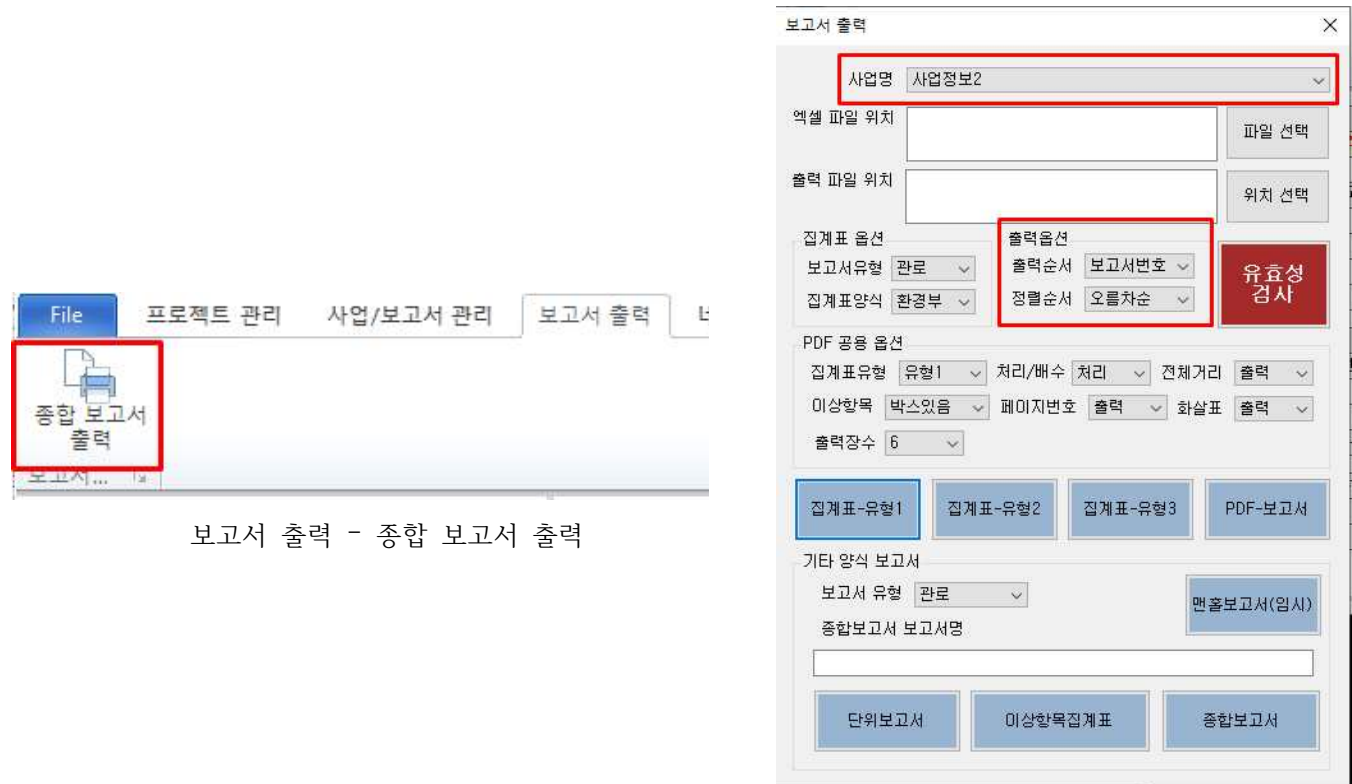 File 프로젝트 관리 사업/보고서 관리 보고서 출력
종합 보고서
출력
보고서...
보고서 출력 - 종합 보고서 출력
보고서 출력
사업명 사업정보2
엑셀 파일 위치
파일 선택
출력 파일 위치
위치 선택
집계표 옵션
보고서유형 관로
집계표양식 환경부
출력옵션
출력순서 보고서번호
정렬순서 오름차순
유효성
검사
PDF 공용 옵션
집계표유형 유형1 처리/배수 처리 전체거리 출력
이상항목 박스있음 페이지번호 출력 화살표 출력
출력장수 6
집계표-유형1 집계표-유형2 집계표-유형3 PDF-보고서
기타 양식 보고서
보고서 유형 관로
맨홀보고서(임시)
종합보고서 보고서명
단위보고서 이상항목집계표 종합보고서